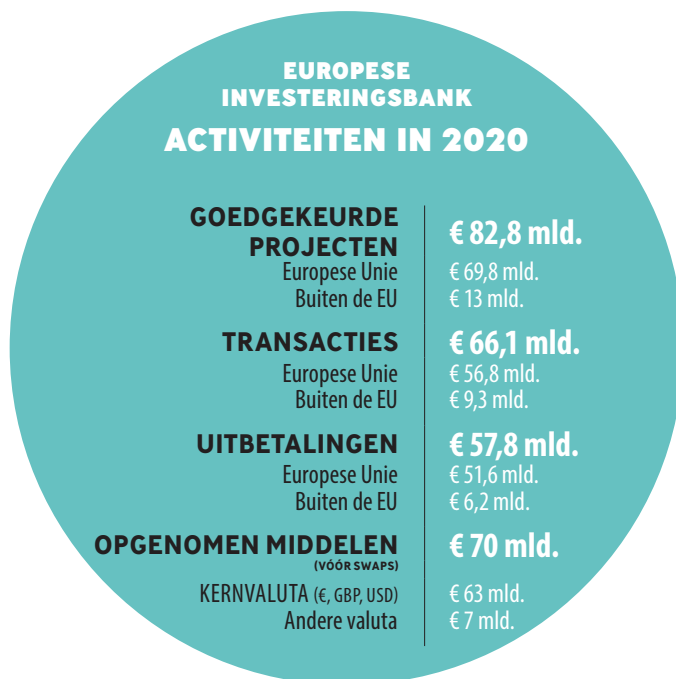 EUROPESE
INVESTERINGSBANK
ACTIVITEITEN IN 2020
GOEDGEKEURDE
PROJECTEN € 82,8 mld.
Europese Unie € 69,8 mld.
Buiten de EU € 13 mld.
TRANSACTIES € 66,1 mld.
Europese Unie € 56,8 mld.
Buiten de EU € 9,3 mld.
UITBETALINGEN € 57,8 mld.
Europese Unie € 51,6 mld.
Buiten de EU € 6,2 mld.
OPGENOMEN MIDDELEN € 70 mld.
(VÓÓR SWAPS)
KERNVALUTA (€, GBP, USD) € 63 mld.
Andere valuta € 7 mld.